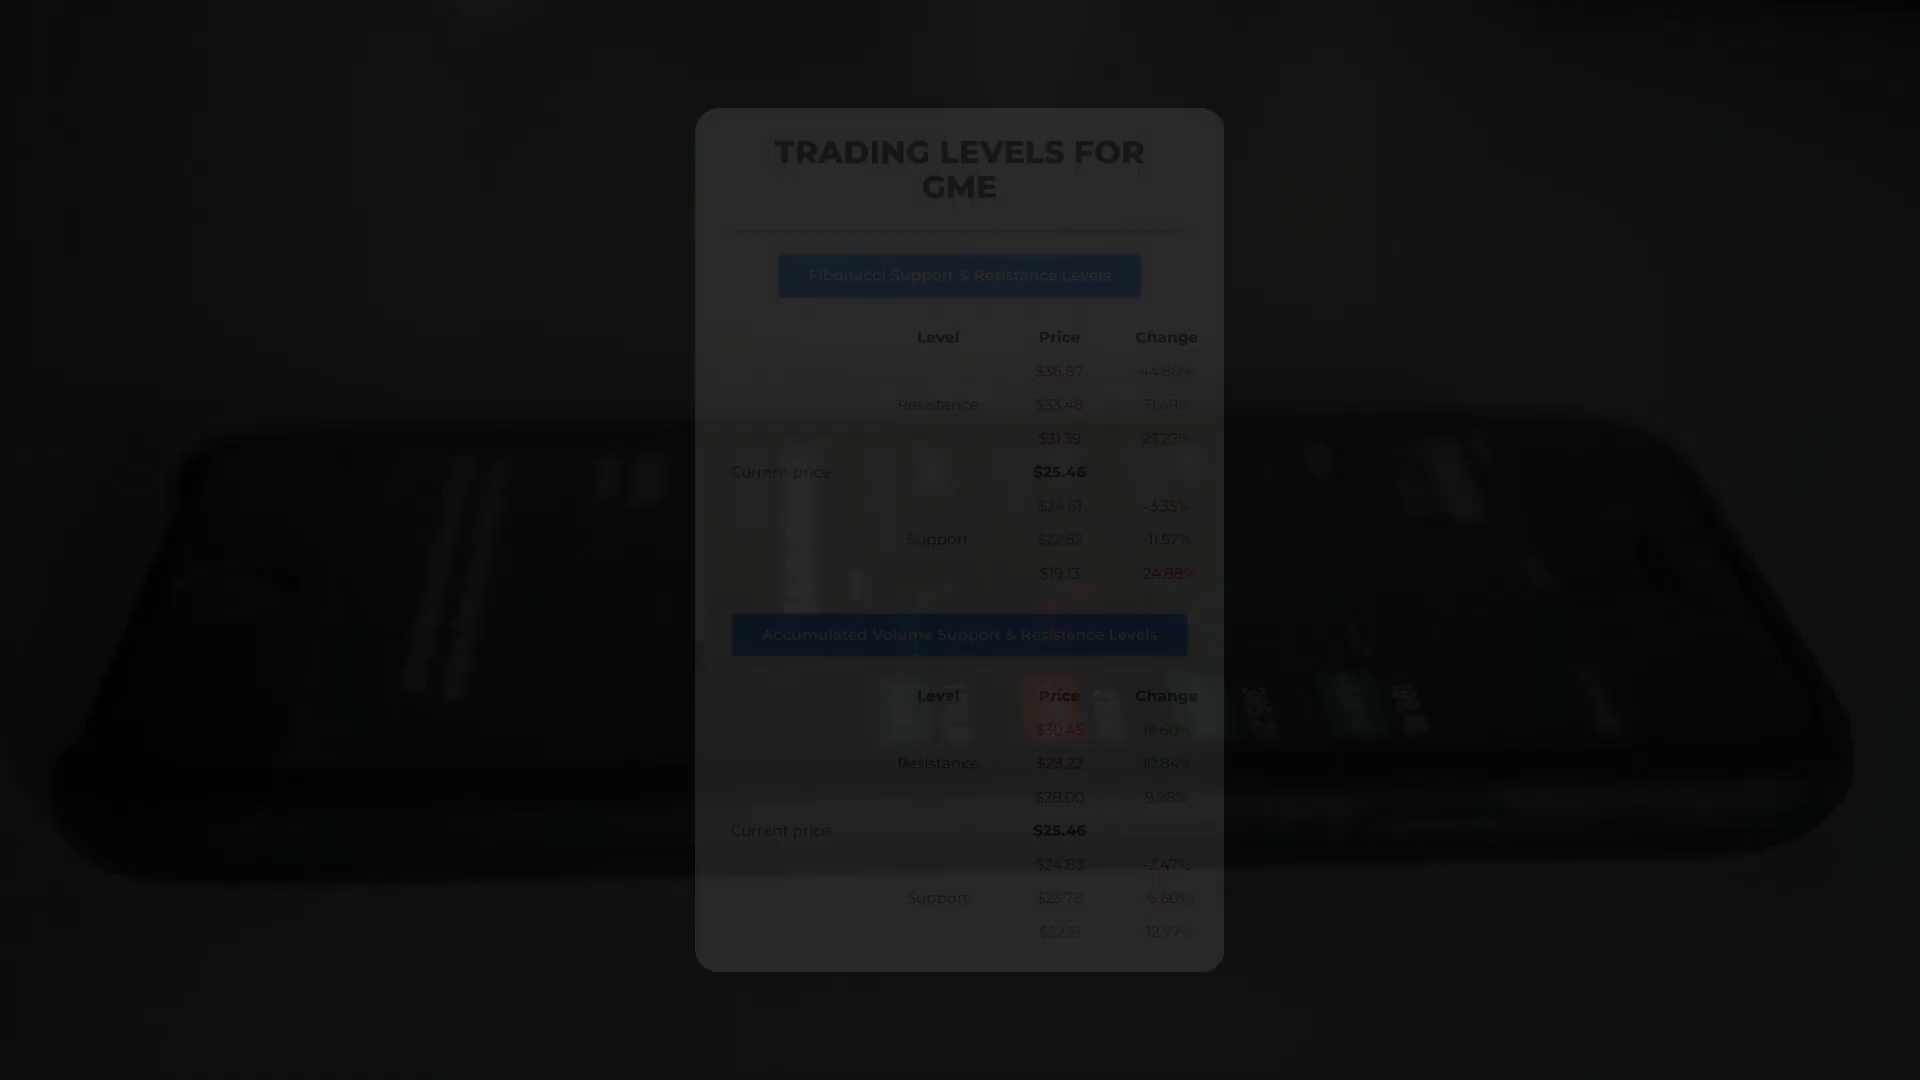 TRADING LEVELS FOR
GME
Fibonacci Support & Resistance Levels
Level Price Change
$36.87 44.80%
Resistance $33.48 31.49%
$31.39 23.27%
Current price $25.46
$24.61 -3.35%
Support $22.52 -11.57%
$19.13 -24.88%
Accumulated Volume Support & Resistance Levels
Level Price Change
$30.45 19.60%
Resistance $28.22 10.84%
$28.00 9.98%
Current price $25.46
$24.83 -2.47%
Support $23.78 -6.60%
$22.21 -12.77%